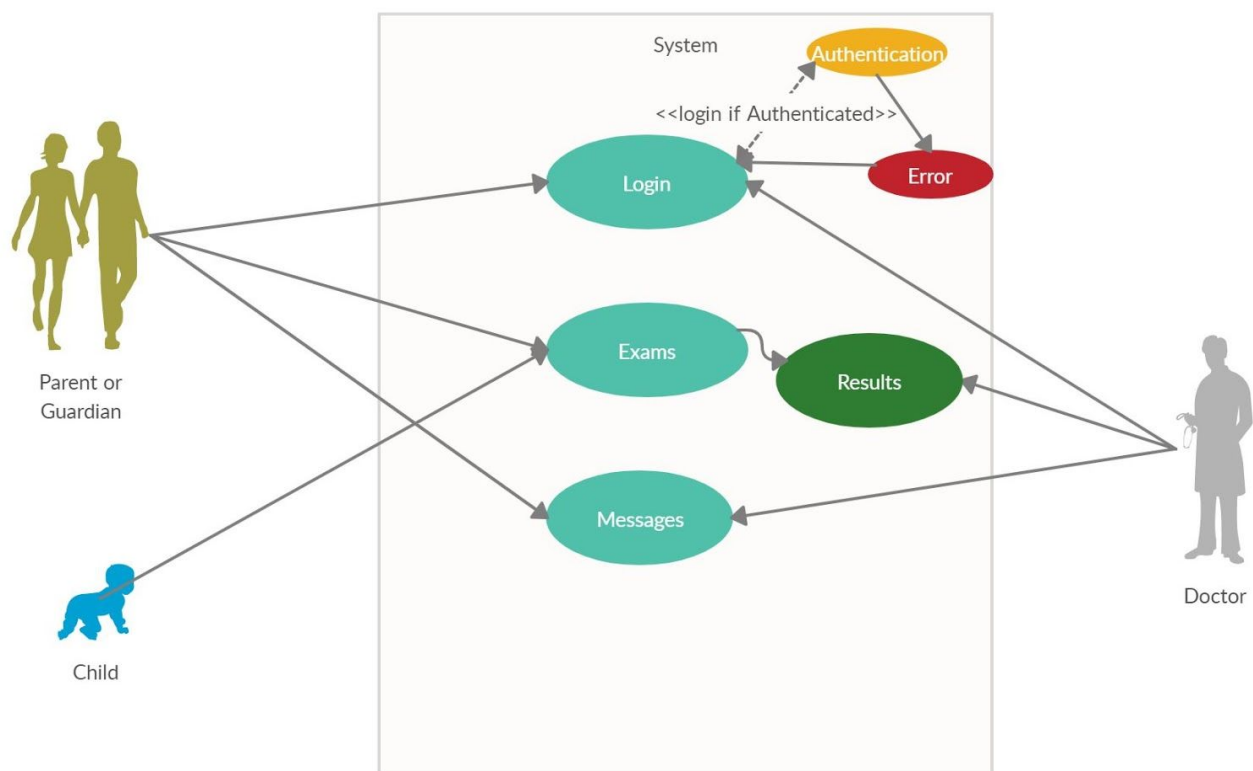 System
Authentication
<<login if Authenticated>>
Login
Error
Exams
Results
Parent or
Guardian
Messages
Doctor
Child